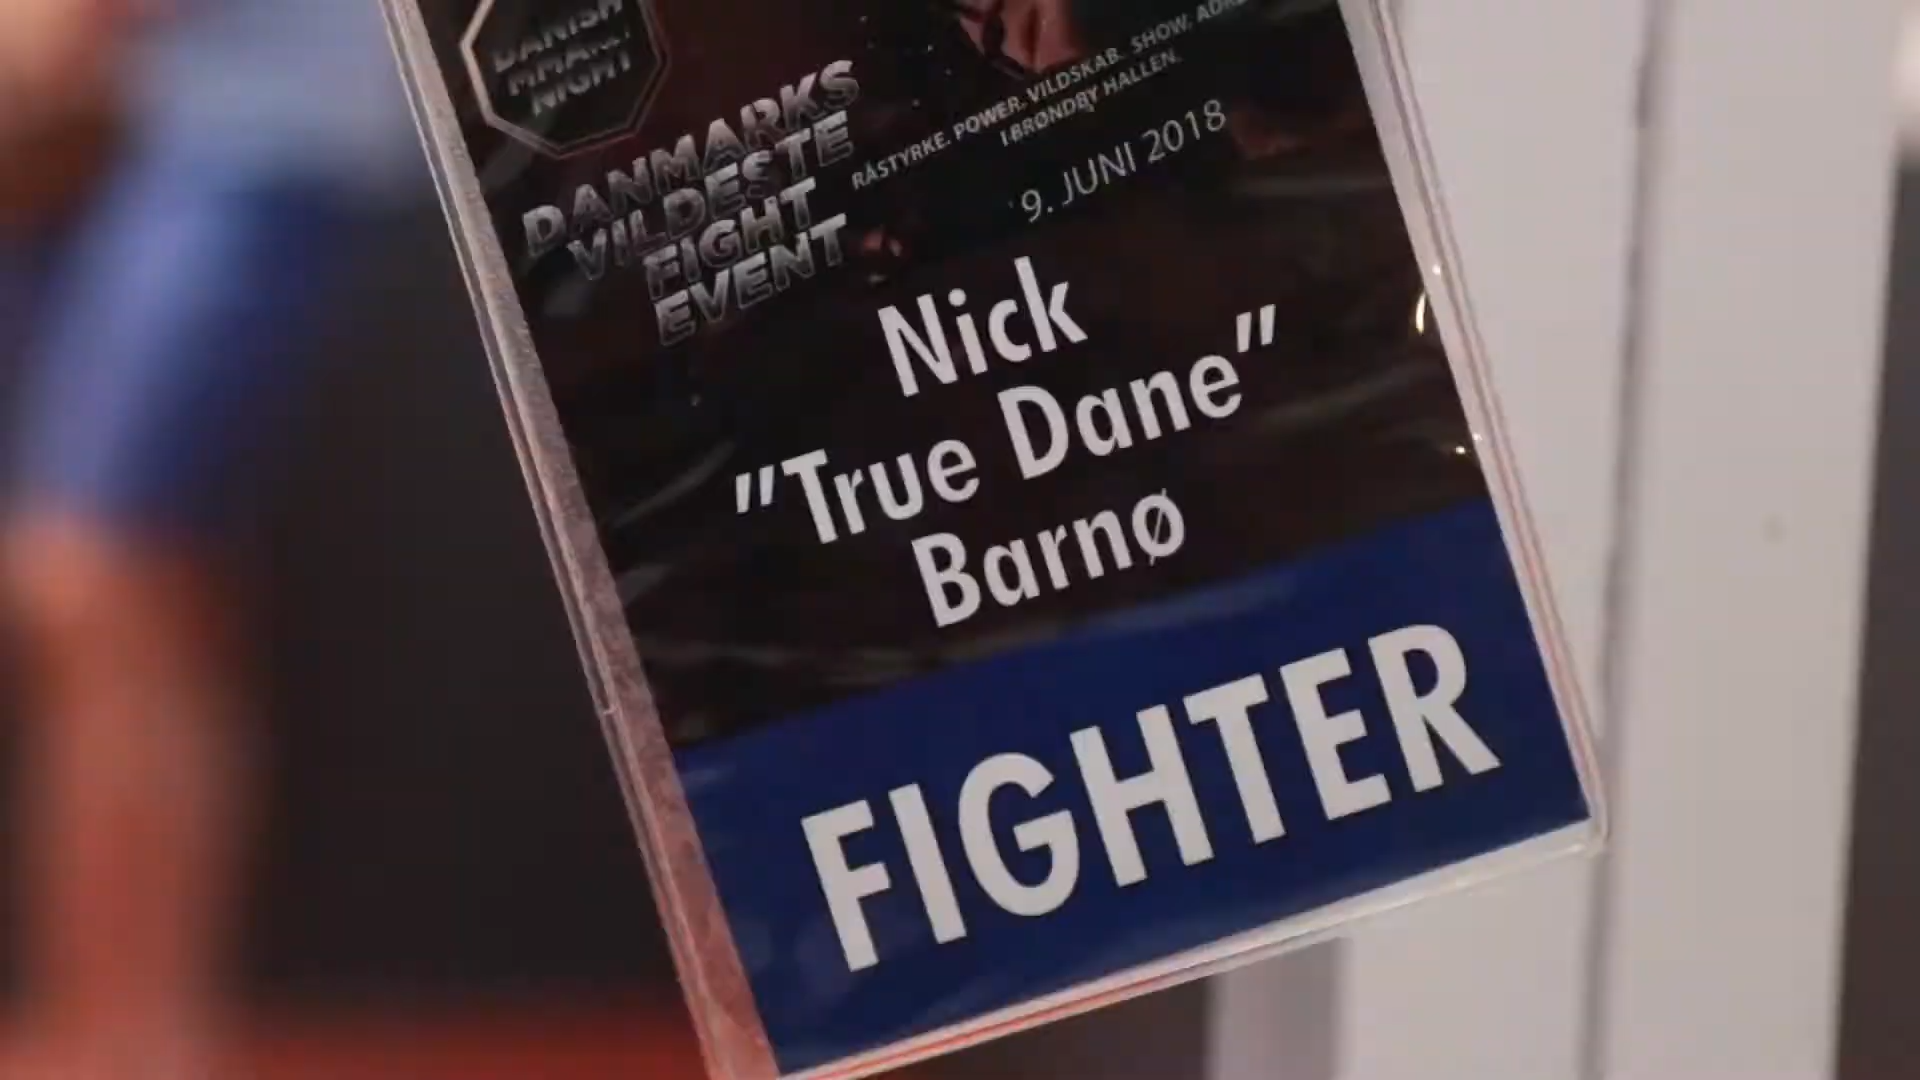 DANISH
MMART
NIGHT
DANMARKS
VILDESTE
FIGHT
EVENT
RÅSTYRKE. POWER. VILDSKAB. SHOW.
I BRØNDBY HALLEN.
9. JUNI 2018
Nick
"True Dane"
Barnø
FIGHTER